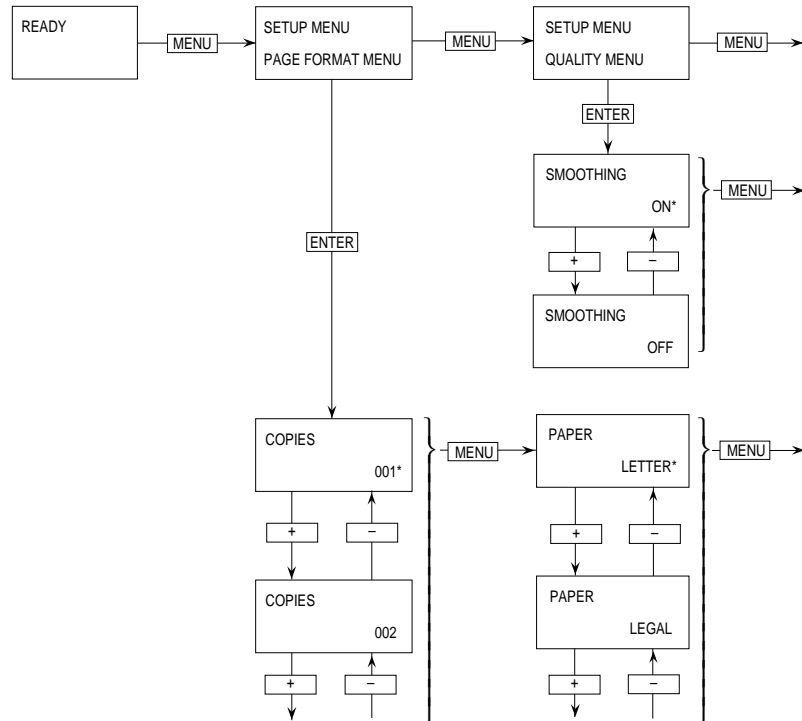 READY
MENU
SETUP MENU
PAGE FORMAT MENU
MENU
SETUP MENU
QUALITY MENU
MENU
ENTER
SMOOTHING
ON*
MENU
+
–
SMOOTHING
OFF
ENTER
COPIES
001*
MENU
PAPER
LETTER*
MENU
+
–
+
–
COPIES
002
PAPER
LEGAL
+
–
+
–